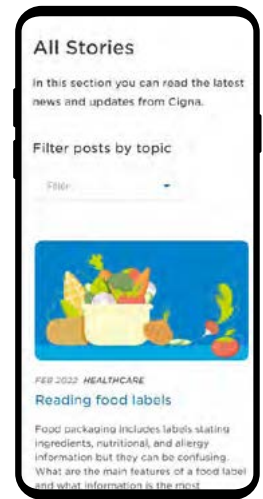 All Stories
In this section you can read the latest
news and updates from Cigna.
Filter posts by topic
Filter
FEB 2022 HEALTHCARE
Reading food labels
Food packaging includes labels stating
ingredients, nutritional, and allergy
information but they can be confusing.
What are the main features of a food label
and what information is the most